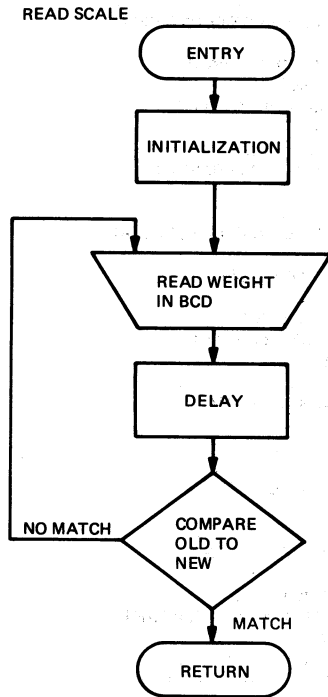 READ SCALE
ENTRY
INITIALIZATION
READ WEIGHT
IN BCD
DELAY
NO MATCH
COMPARE
OLD TO
NEW
MATCH
RETURN